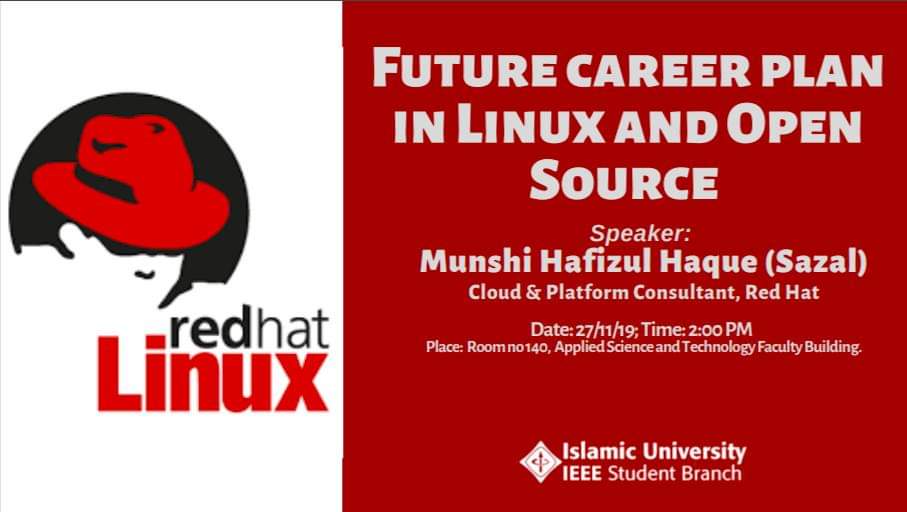 redhat
Linux
Future career plan
in Linux and Open
Source
Speaker:
Munshi Hafizul Haque (Sazal)
Cloud & Platform Consultant, Red Hat
Date: 27/11/19; Time: 2:00 PM
Place: Room no 140, Applied Science and Technology Faculty Building.
Islamic University
IEEE Student Branch